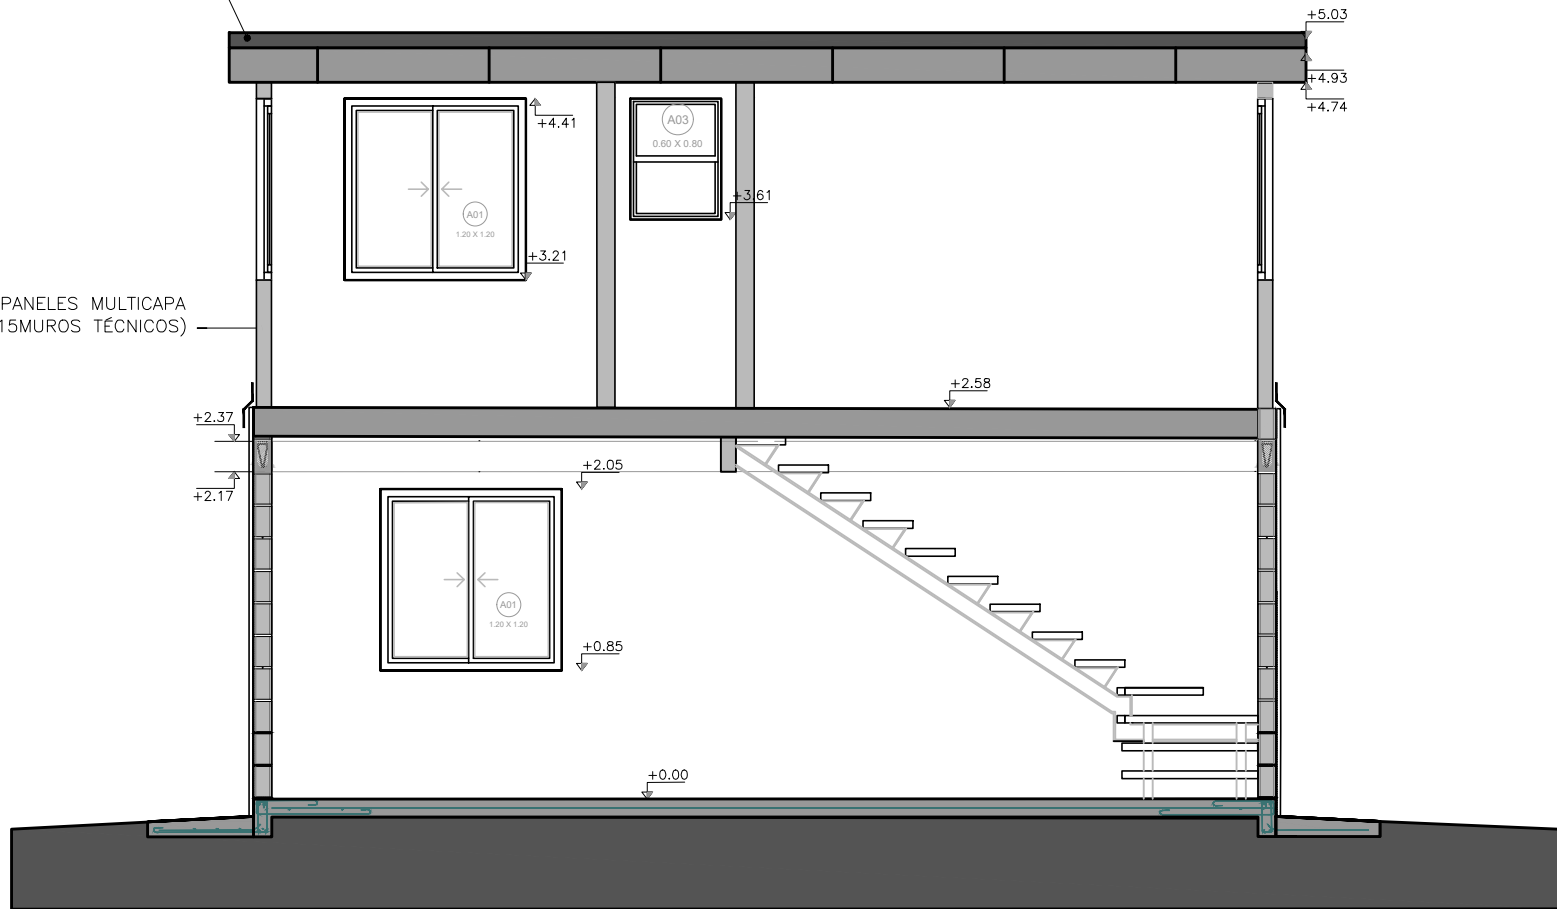 +5.03
+4.93
+4.74
+4.41
A03
0.60 X 0.80
+3.61
A01
1.20 X 1.20
+3.21
PANELES MULTICAPA
15MUROS TÉCNICOS)
+2.58
+2.37
+2.17
+2.05
A01
1.20 X 1.20
+0.85
+0.00